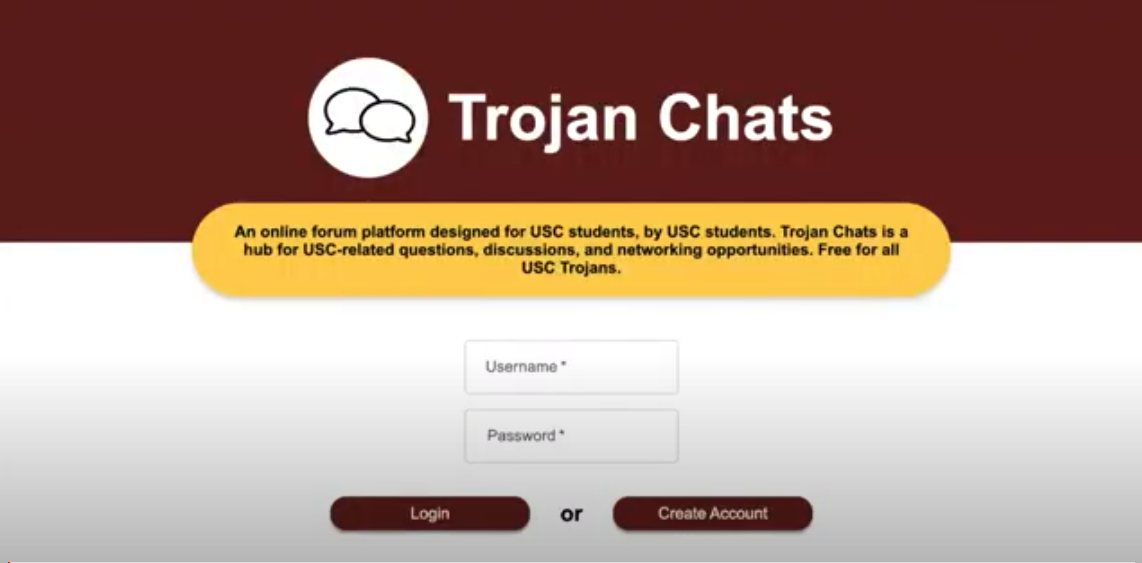 Trojan Chats
An online forum platform designed for USC students, by USC students. Trojan Chats is a
hub for USC-related questions, discussions, and networking opportunities. Free for all
USC Trojans.
Username *
Password *
Login or Create Account